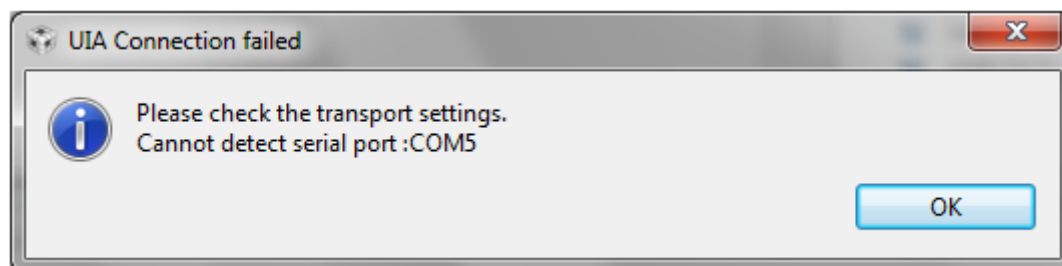 UIA Connection failed
Please check the transport settings.
Cannot detect serial port :COM5
OK